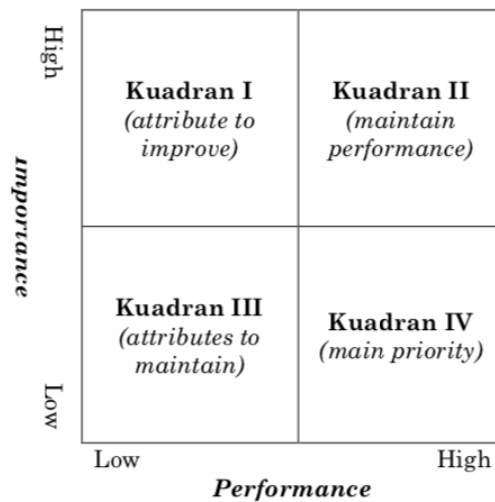 High
Importance
Low
Kuadran I
(attribute to
improve)
Kuadran II
(maintain
performance)
Kuadran III
(attributes to
maintain)
Kuadran IV
(main priority)
Low
High
Performance